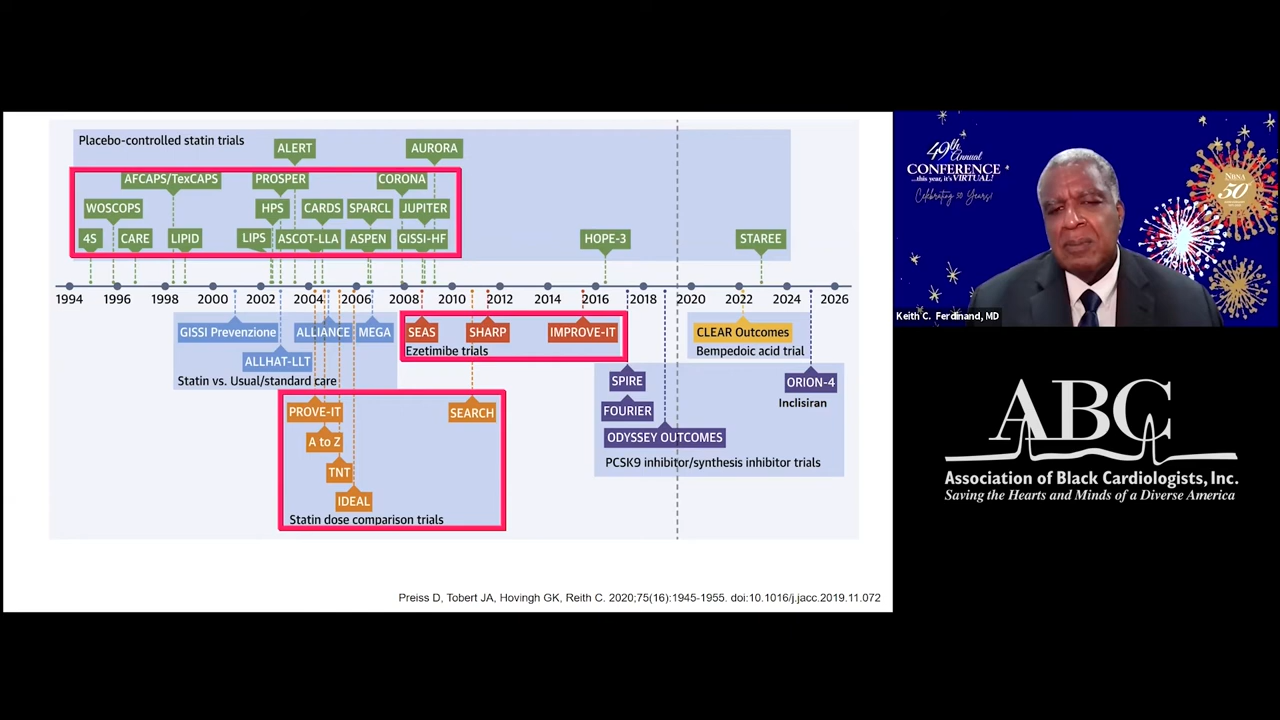 Placebo-controlled statin trials
ALERT
AURORA
AFCAPS/TexCAPS
PROSPER
CORONA
WOSCOPS
HPS
CARDS
SPARCL
JUPITER
4S
CARE
LIPID
LIPS
ASCOT-LLA
ASPEN
GISSI-HF
HOPE-3
STAREE
1994 1996 1998 2000 2002 2004 2006 2008 2010 2012 2014 2016 2018 2020 2022 2024 2026
GISSI Prevenzione
ALLIANCE
MEGA
ALLHAT-LLT
Statin vs. Usual/standard care
SEAS
SHARP
IMPROVE-IT
Ezetimibe trials
CLEAR Outcomes
Bempedoic acid trial
SPIRE
FOURIER
ODYSSEY OUTCOMES
PCSK9 inhibitor/synthesis inhibitor trials
ORION-4
Inclisiran
PROVE-IT
SEARCH
A to Z
TNT
IDEAL
Statin dose comparison trials
Preiss D, Tobert JA, Hovingh GK, Reith C. 2020;75(16):1945-1955. doi:10.1016/j.jacc.2019.11.072
49th Annual
CONFERENCE
...this year, it's VIRTUAL!
Celebrating 50 Years!
NBNA
50
Keith C. Ferdinand, MD
ABC
Association of Black Cardiologists, Inc.
Saving the Hearts and Minds of a Diverse America